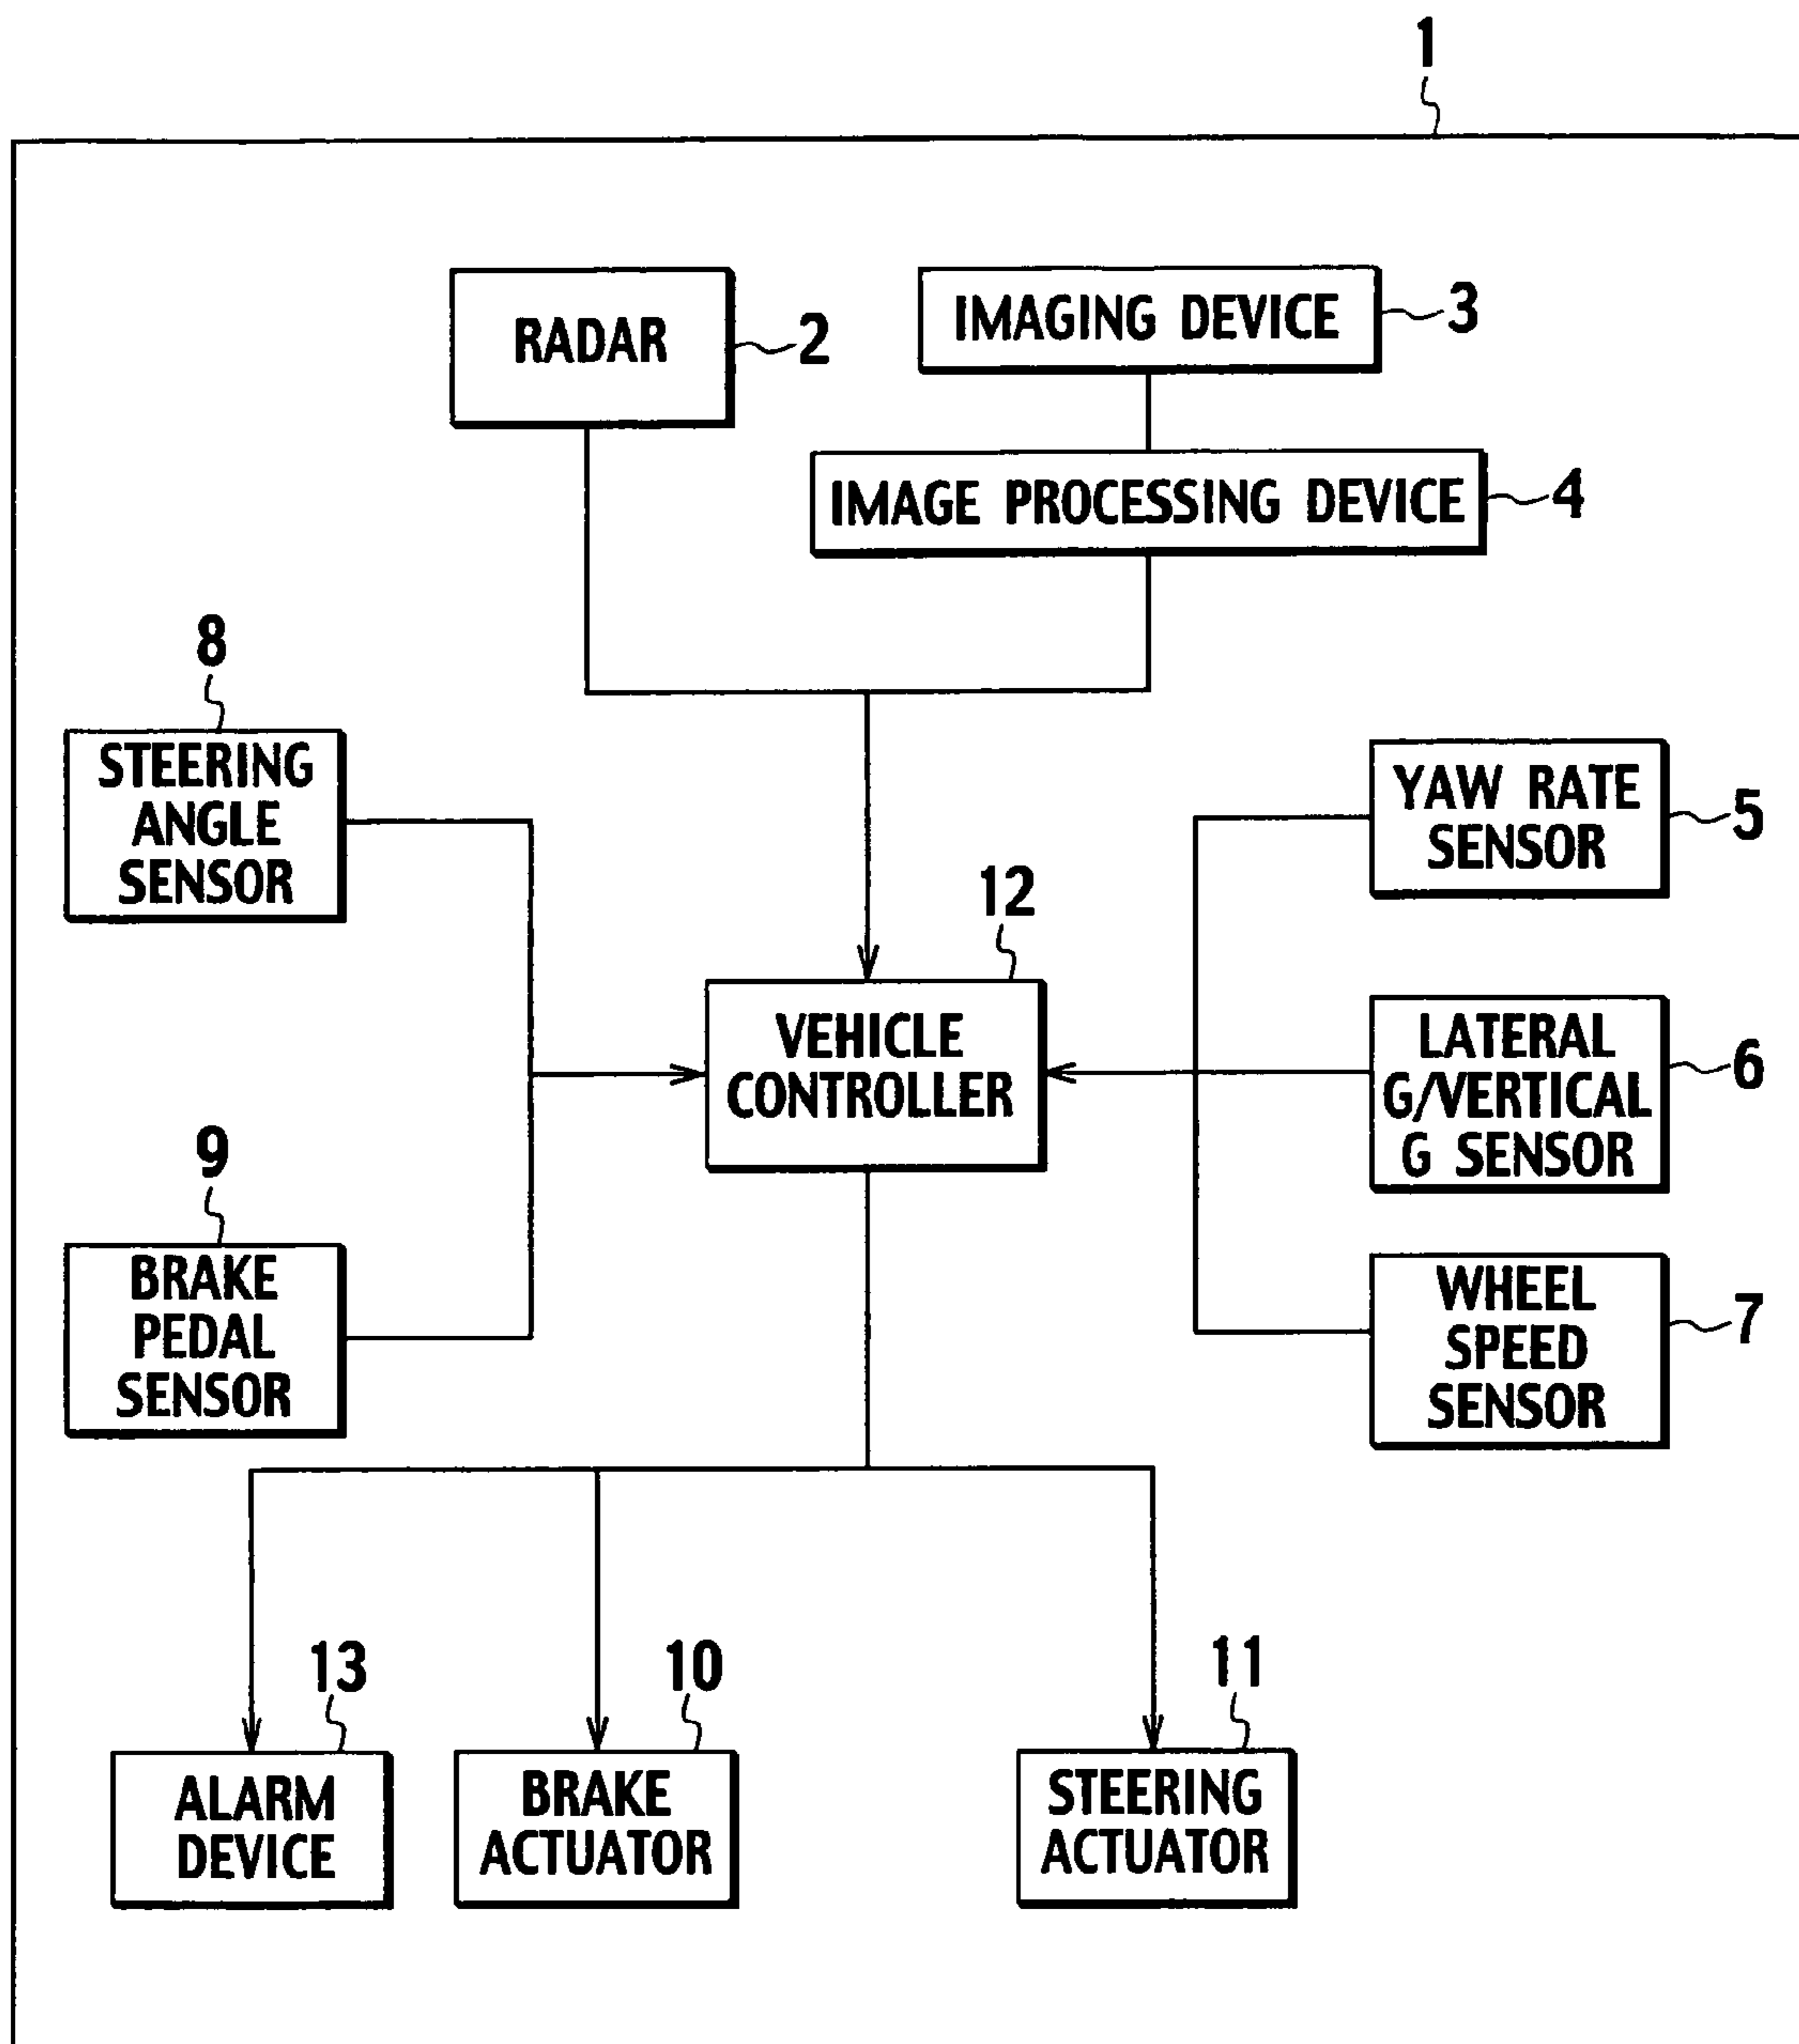 1
RADAR
2
IMAGING DEVICE
3
IMAGE PROCESSING DEVICE
4
8
STEERING
ANGLE
SENSOR
YAW RATE
SENSOR
5
12
VEHICLE
CONTROLLER
LATERAL
G/VERTICAL
G SENSOR
6
9
BRAKE
PEDAL
SENSOR
WHEEL
SPEED
SENSOR
7
13
ALARM
DEVICE
10
BRAKE
ACTUATOR
11
STEERING
ACTUATOR